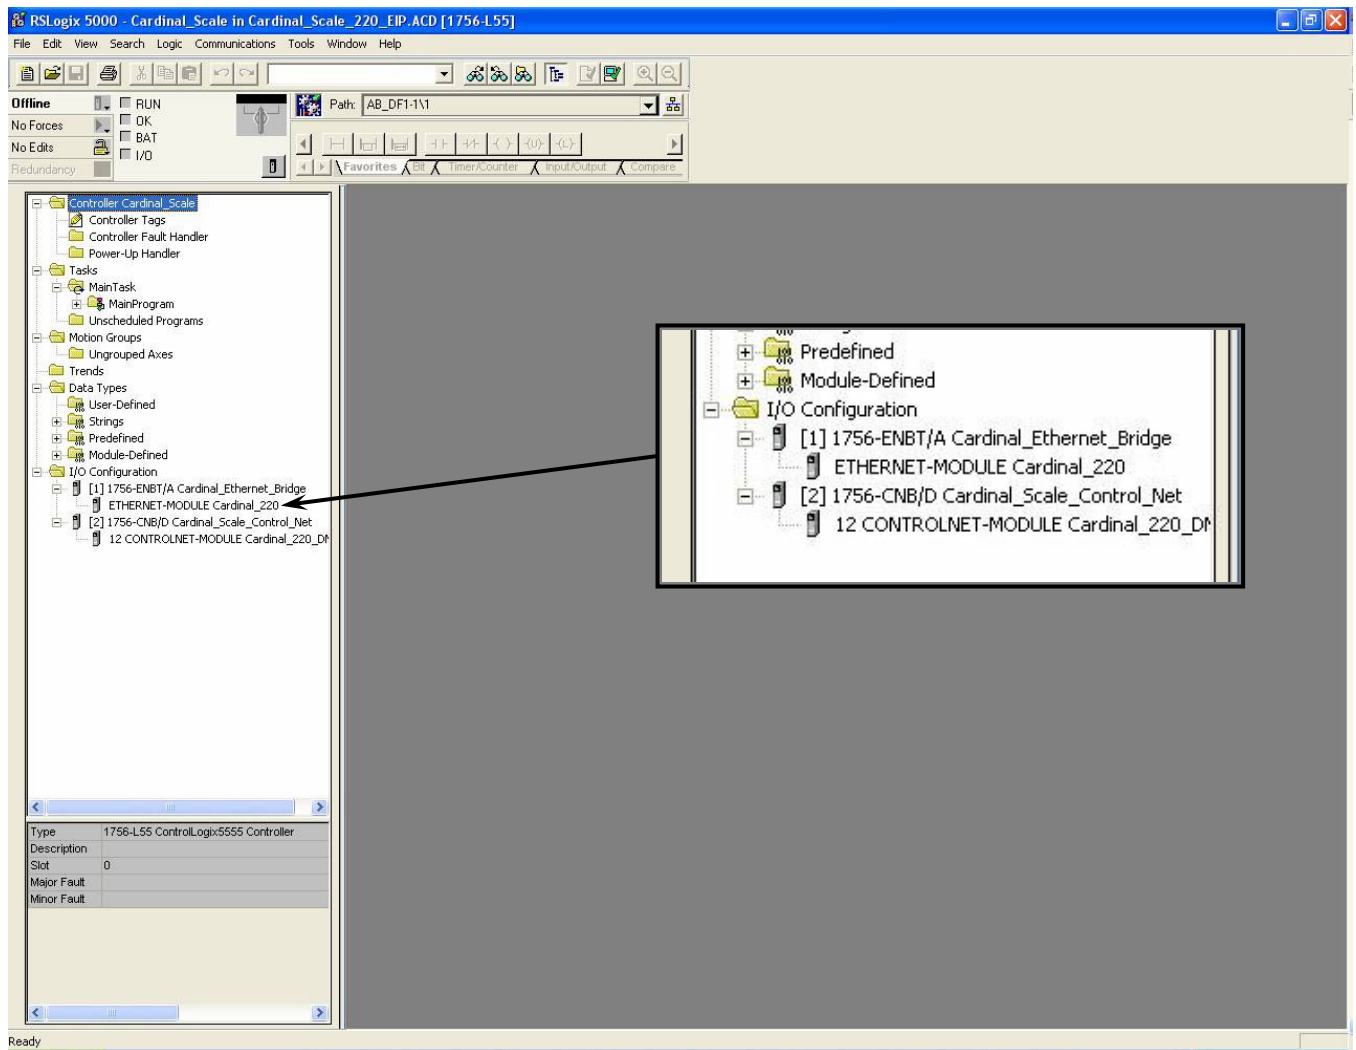 RSLogix 5000 - Cardinal_Scale in Cardinal_Scale_220_EIP.ACD [1756-L55]
File Edit View Search Logic Communications Tools Window Help
Offline
RUN
No Forces
OK
No Edits
BAT
Redundancy
I/O
Path: AB_DF1-1\1
Favorites Bit Timer/Counter Input/Output Compare
Controller Cardinal_Scale
Controller Tags
Controller Fault Handler
Power-Up Handler
Tasks
MainTask
MainProgram
Unscheduled Programs
Motion Groups
Ungrouped Axes
Trends
Data Types
User-Defined
Strings
Predefined
Module-Defined
I/O Configuration
[1] 1756-ENBT/A Cardinal_Ethernet_Bridge
ETHERNET-MODULE Cardinal_220
[2] 1756-CNB/D Cardinal_Scale_Control_Net
12 CONTROLNET-MODULE Cardinal_220_DN
Predefined
Module-Defined
I/O Configuration
[1] 1756-ENBT/A Cardinal_Ethernet_Bridge
ETHERNET-MODULE Cardinal_220
[2] 1756-CNB/D Cardinal_Scale_Control_Net
12 CONTROLNET-MODULE Cardinal_220_DN
Type 1756-L55 ControlLogix5555 Controller
Description
Slot 0
Major Fault
Minor Fault
Ready